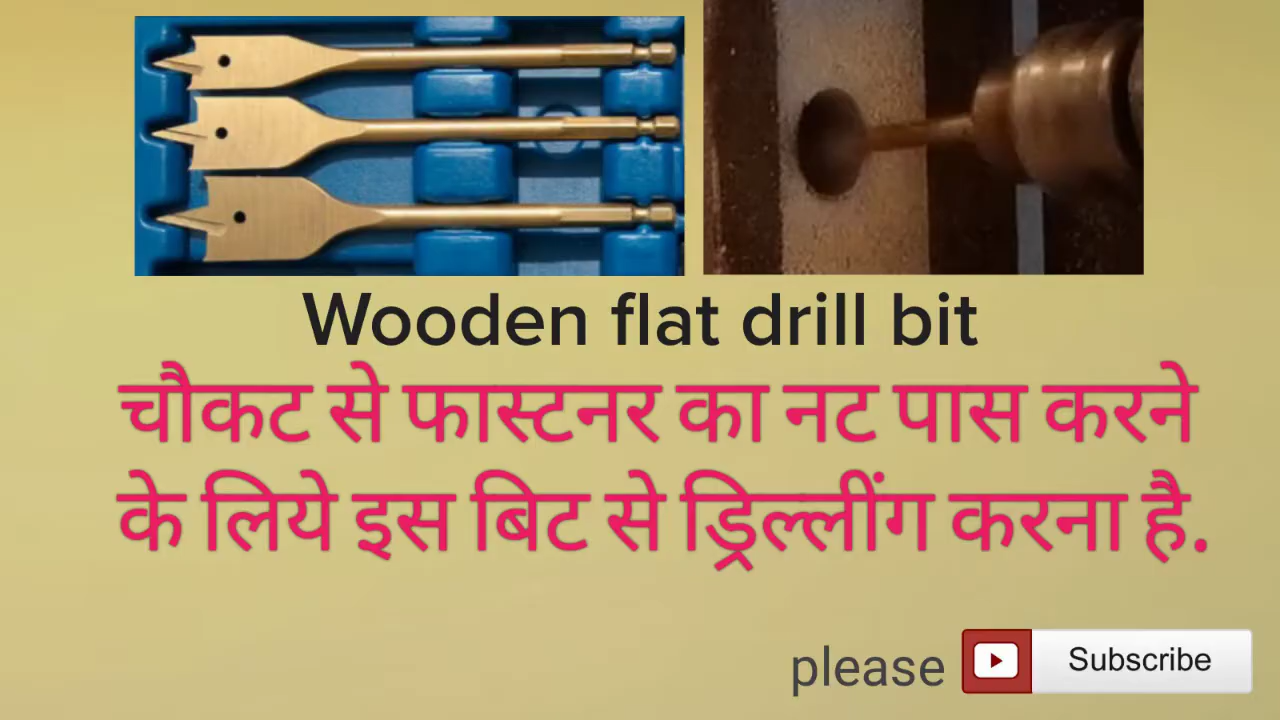 Wooden flat drill bit
चौकट से फास्टनर का नट पास करने
के लिये इस बिट से ड्रिल्लींग करना है.
please Subscribe